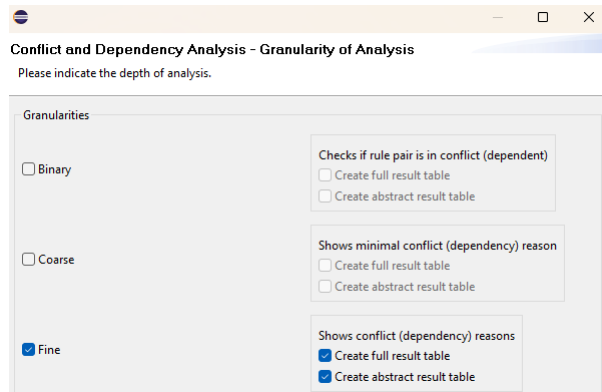 Conflict and Dependency Analysis - Granularity of Analysis
Please indicate the depth of analysis.
Granularities
Binary
Checks if rule pair is in conflict (dependent)
Create full result table
Create abstract result table
Coarse
Shows minimal conflict (dependency) reason
Create full result table
Create abstract result table
Fine
Shows conflict (dependency) reasons
Create full result table
Create abstract result table